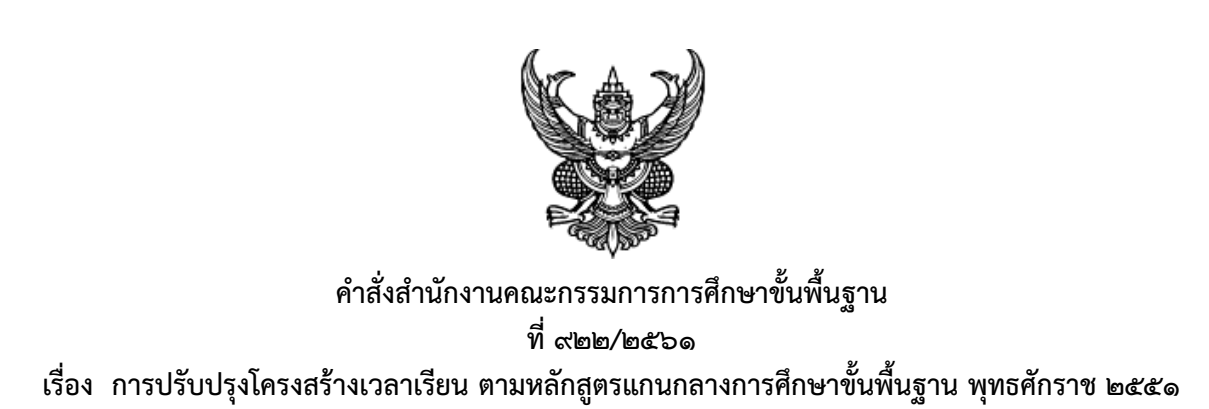 คำสั่งสำนักงานคณะกรรมการการศึกษาขั้นพื้นฐาน
ที่ ๙๒๒/๒๕๖๑
เรื่อง การปรับปรุงโครงสร้างเวลาเรียน ตามหลักสูตรแกนกลางการศึกษาขั้นพื้นฐาน พุทธศักราช ๒๕๕๑